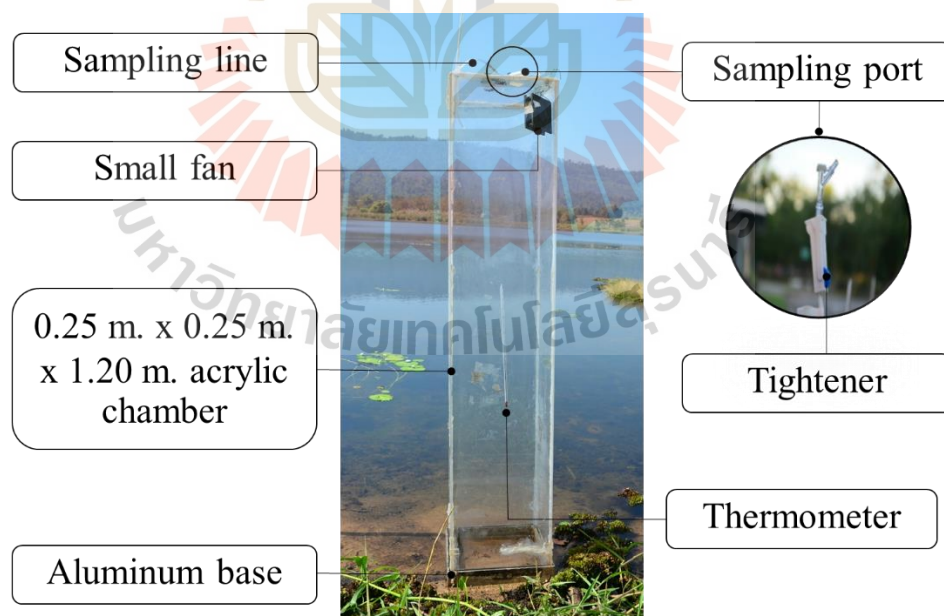 Sampling line
Sampling port
Small fan
0.25 m. x 0.25 m.
x 1.20 m. acrylic
chamber
Tightener
Thermometer
Aluminum base
มหาวิทยาลัยเทคโนโลยีสุรนารี